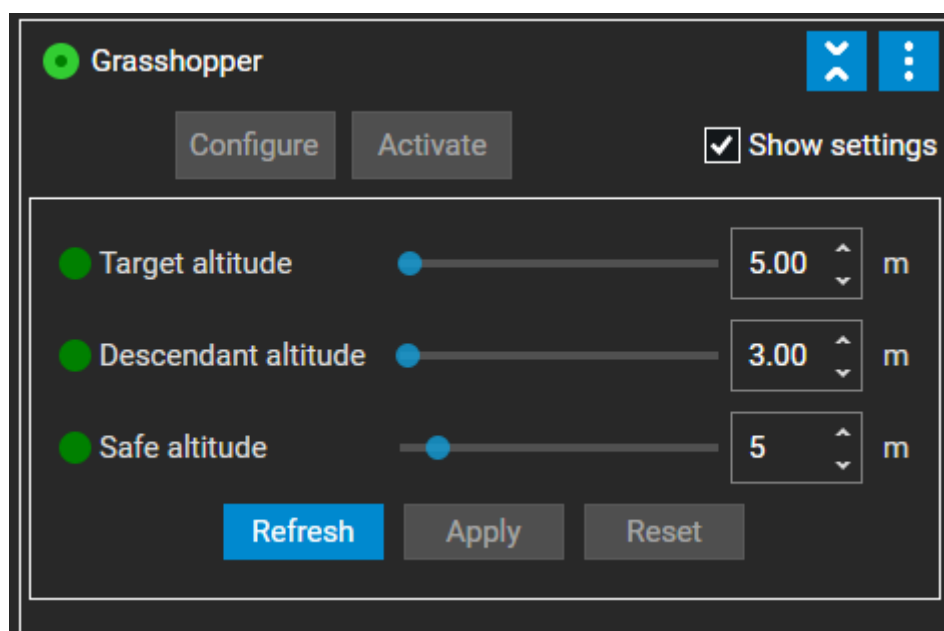 Grasshopper
Configure Activate Show settings
Target altitude 5.00 m
Descendant altitude 3.00 m
Safe altitude 5 m
Refresh Apply Reset